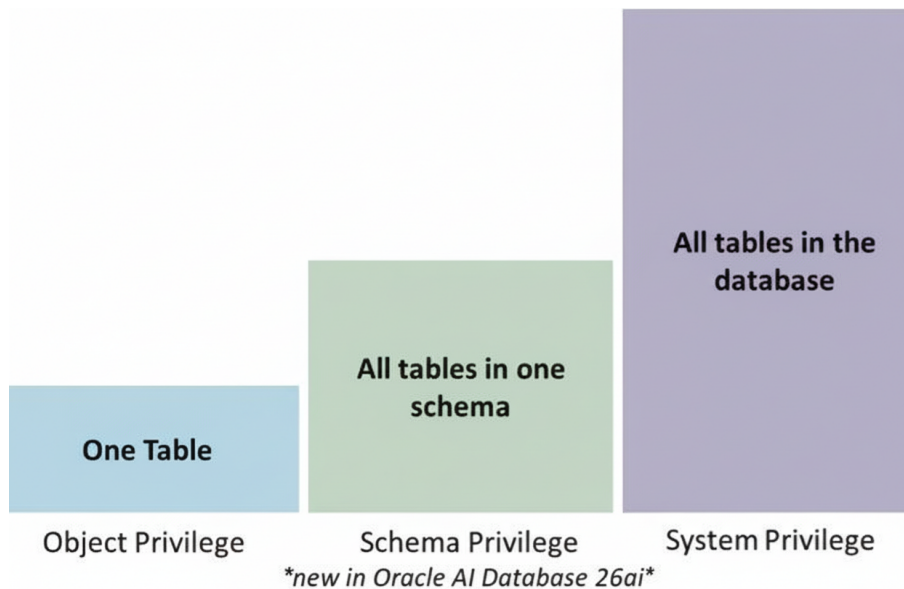 All tables in the
database
All tables in one
schema
One Table
Object Privilege
Schema Privilege
System Privilege
*new in Oracle AI Database 26ai*